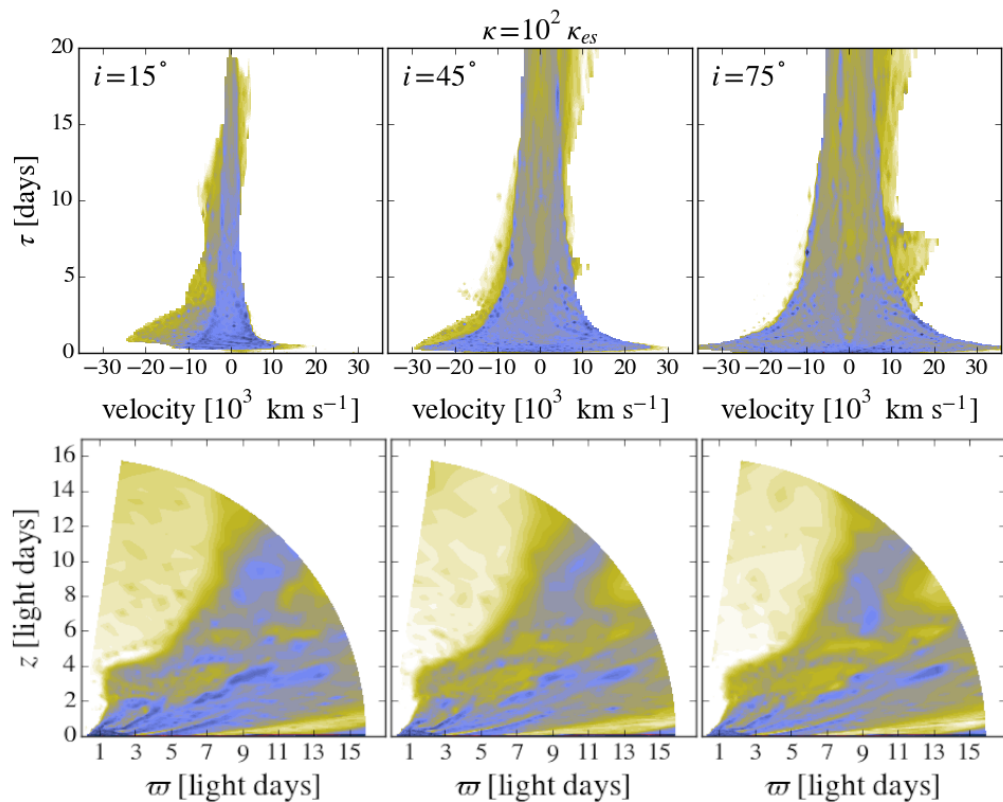 κ=10² κ_es
i=15° i=45° i=75°
20
15
10
5
0
τ [days]
−30 −20 −10 0 10 20 30 −30 −20 −10 0 10 20 30 −30 −20 −10 0 10 20 30
velocity [10³ km s⁻¹] velocity [10³ km s⁻¹] velocity [10³ km s⁻¹]
16
14
12
10
8
6
4
2
0
z [light days]
1 3 5 7 9 11 13 15 1 3 5 7 9 11 13 15 1 3 5 7 9 11 13 15
ϖ [light days] ϖ [light days] ϖ [light days]